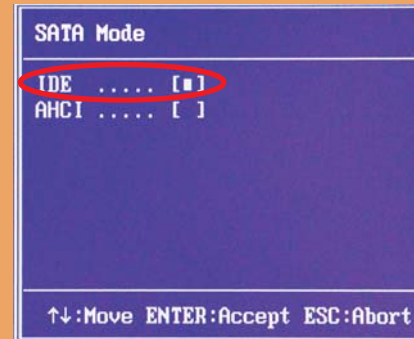 SATA Mode
IDE ..... [■]
AHCI ..... [ ]
↑↓:Move ENTER:Accept ESC:Abort